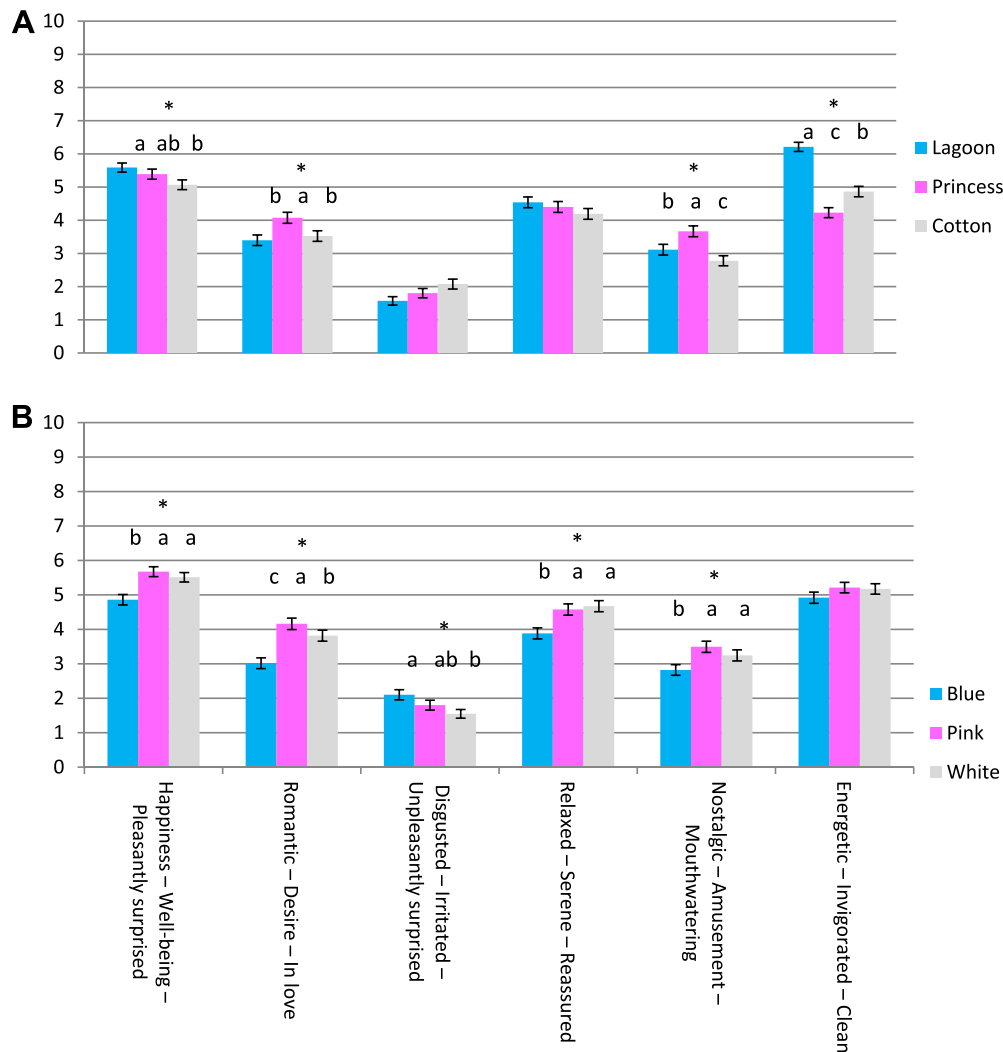 A
10
9
8
7
6
5
4
3
2
1
0
*
a ab b
*
b a b
*
b a c
*
a c b
Lagoon
Princess
Cotton
B
10
9
8
7
6
5
4
3
2
1
0
*
b a a
*
c a b
*
a ab b
*
b a a
*
b a a
Blue
Pink
White
Happiness – Well-being –
Pleasantly surprised
Romantic – Desire – In love
Disgusted – Irritated –
Unpleasantly surprised
Relaxed – Serene – Reassured
Nostalgic – Amusement –
Mouthwatering
Energetic – Invigorated – Clean